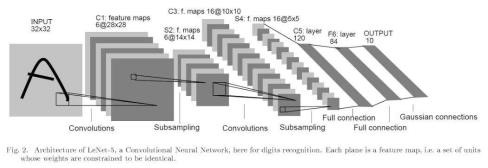 C3: f. maps 16@10x10
INPUT
32x32
C1: feature maps
6@28x28
S2: f. maps
6@14x14
S4: f. maps 16@5x5
C5: layer
120
F6: layer
84
OUTPUT
10
Convolutions
Subsampling
Convolutions
Subsampling
Full connection
Full connection
Gaussian connections
Fig. 2. Architecture of LeNet-5, a Convolutional Neural Network, here for digits recognition. Each plane is a feature map, i.e. a set of units
whose weights are constrained to be identical.